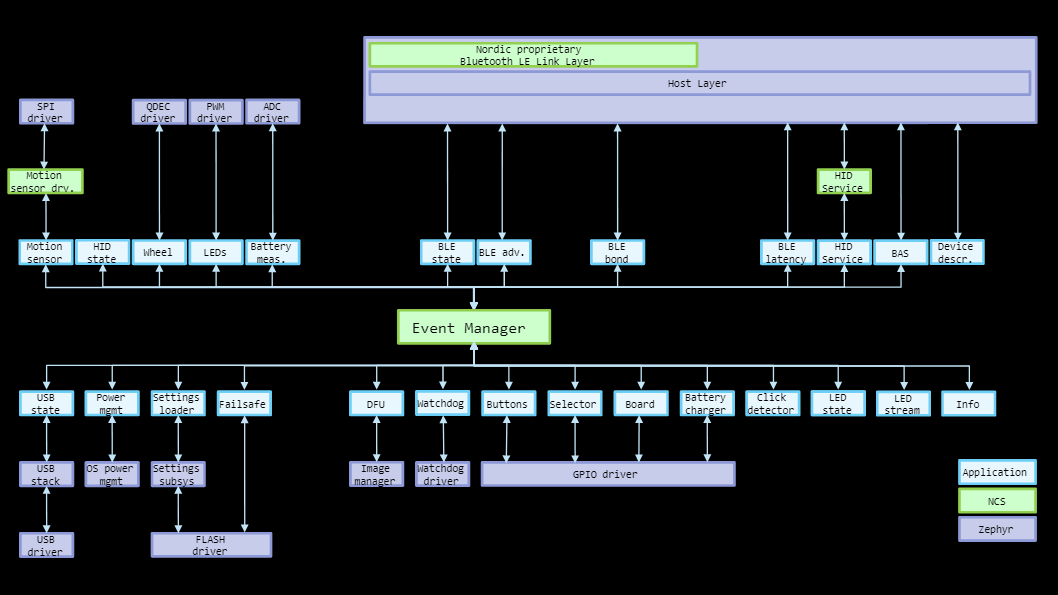 Nordic proprietary
Bluetooth LE Link Layer
Host Layer
SPI
driver
QDEC
driver
PWM
driver
ADC
driver
Motion
sensor drv.
HID
Service
Motion
sensor
HID
state
Wheel
LEDs
Battery
meas.
BLE
state
BLE adv.
BLE
bond
BLE
latency
HID
Service
BAS
Device
descr.
Event Manager
USB
state
Power
mgmt
Settings
loader
Failsafe
DFU
Watchdog
Buttons
Selector
Board
Battery
charger
Click
detector
LED
state
LED
stream
Info
USB
stack
OS power
mgmt
Settings
subsys
Image
manager
Watchdog
driver
GPIO driver
Application
NCS
Zephyr
USB
driver
FLASH
driver